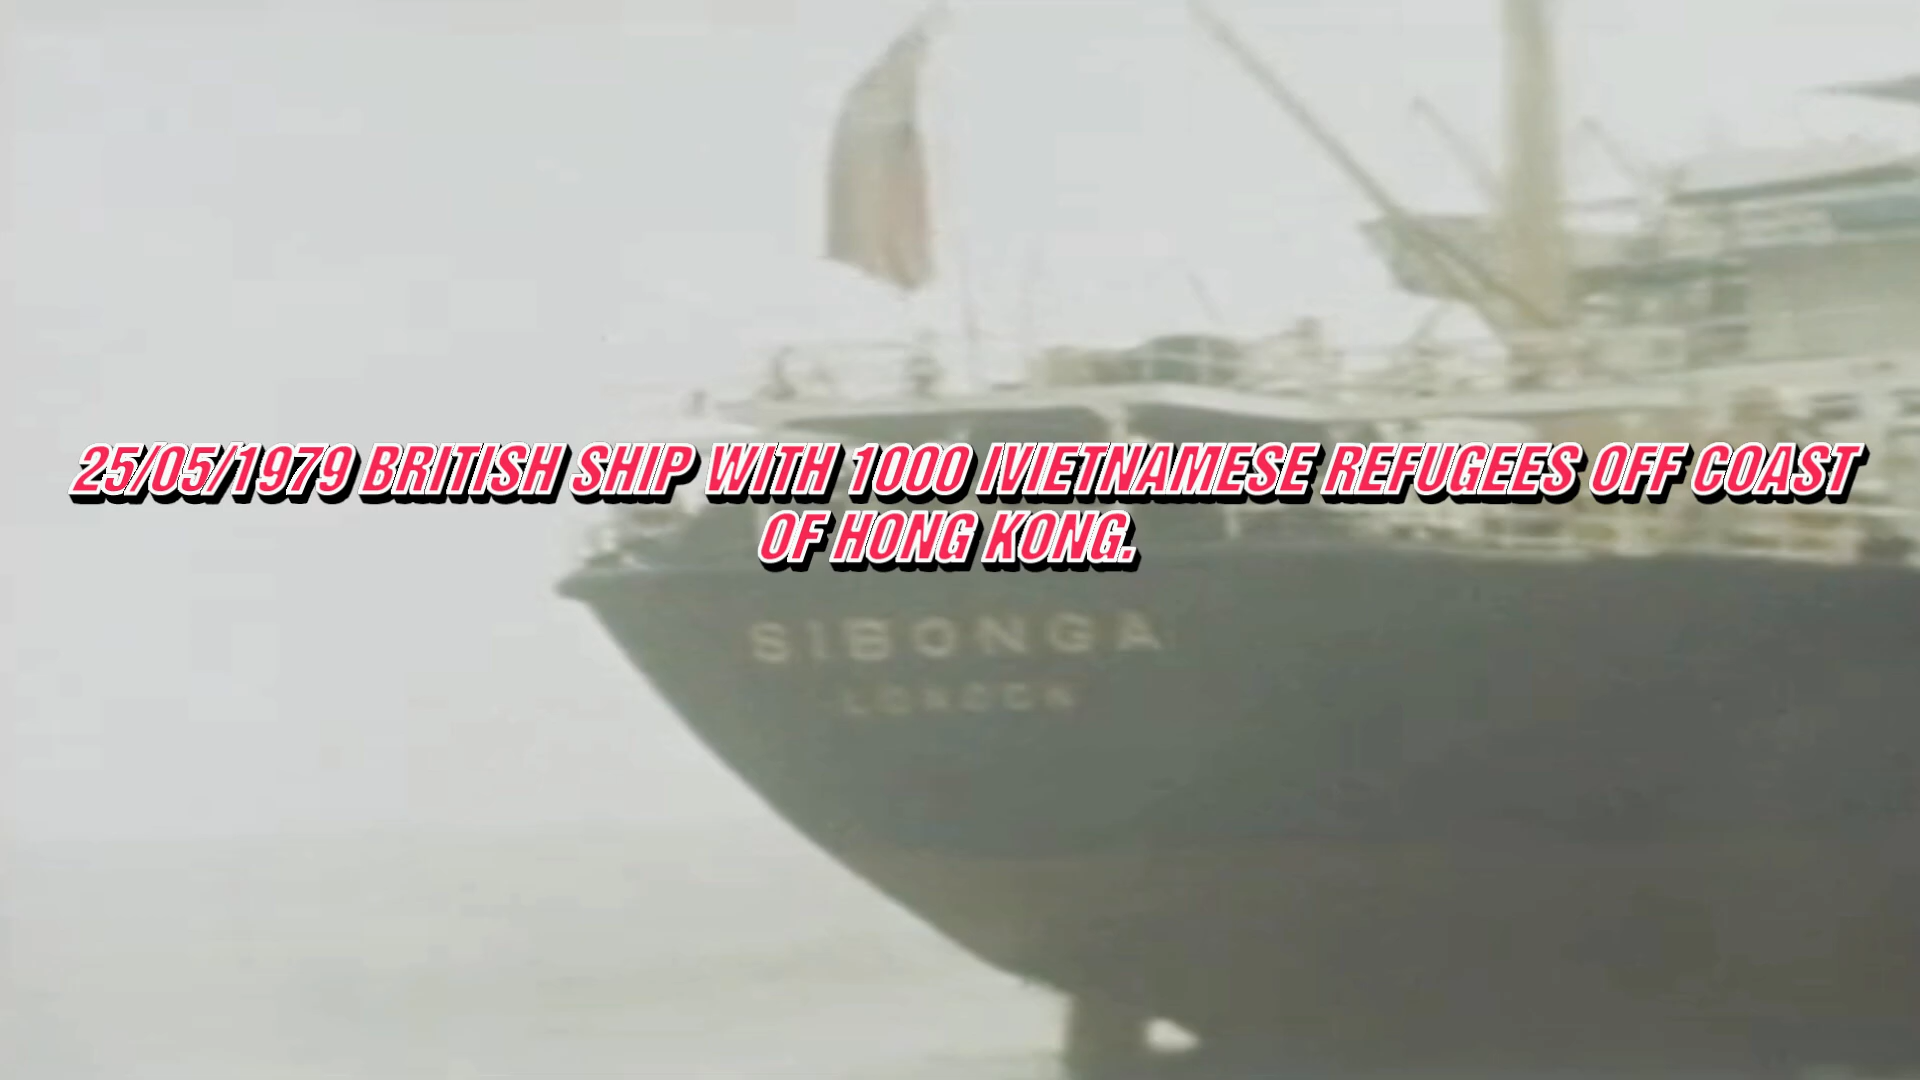 25/05/1979 BRITISH SHIP WITH 1000 IVIETNAMESE REFUGEES OFF COAST
OF HONG KONG.
SIBONGA
LONDON